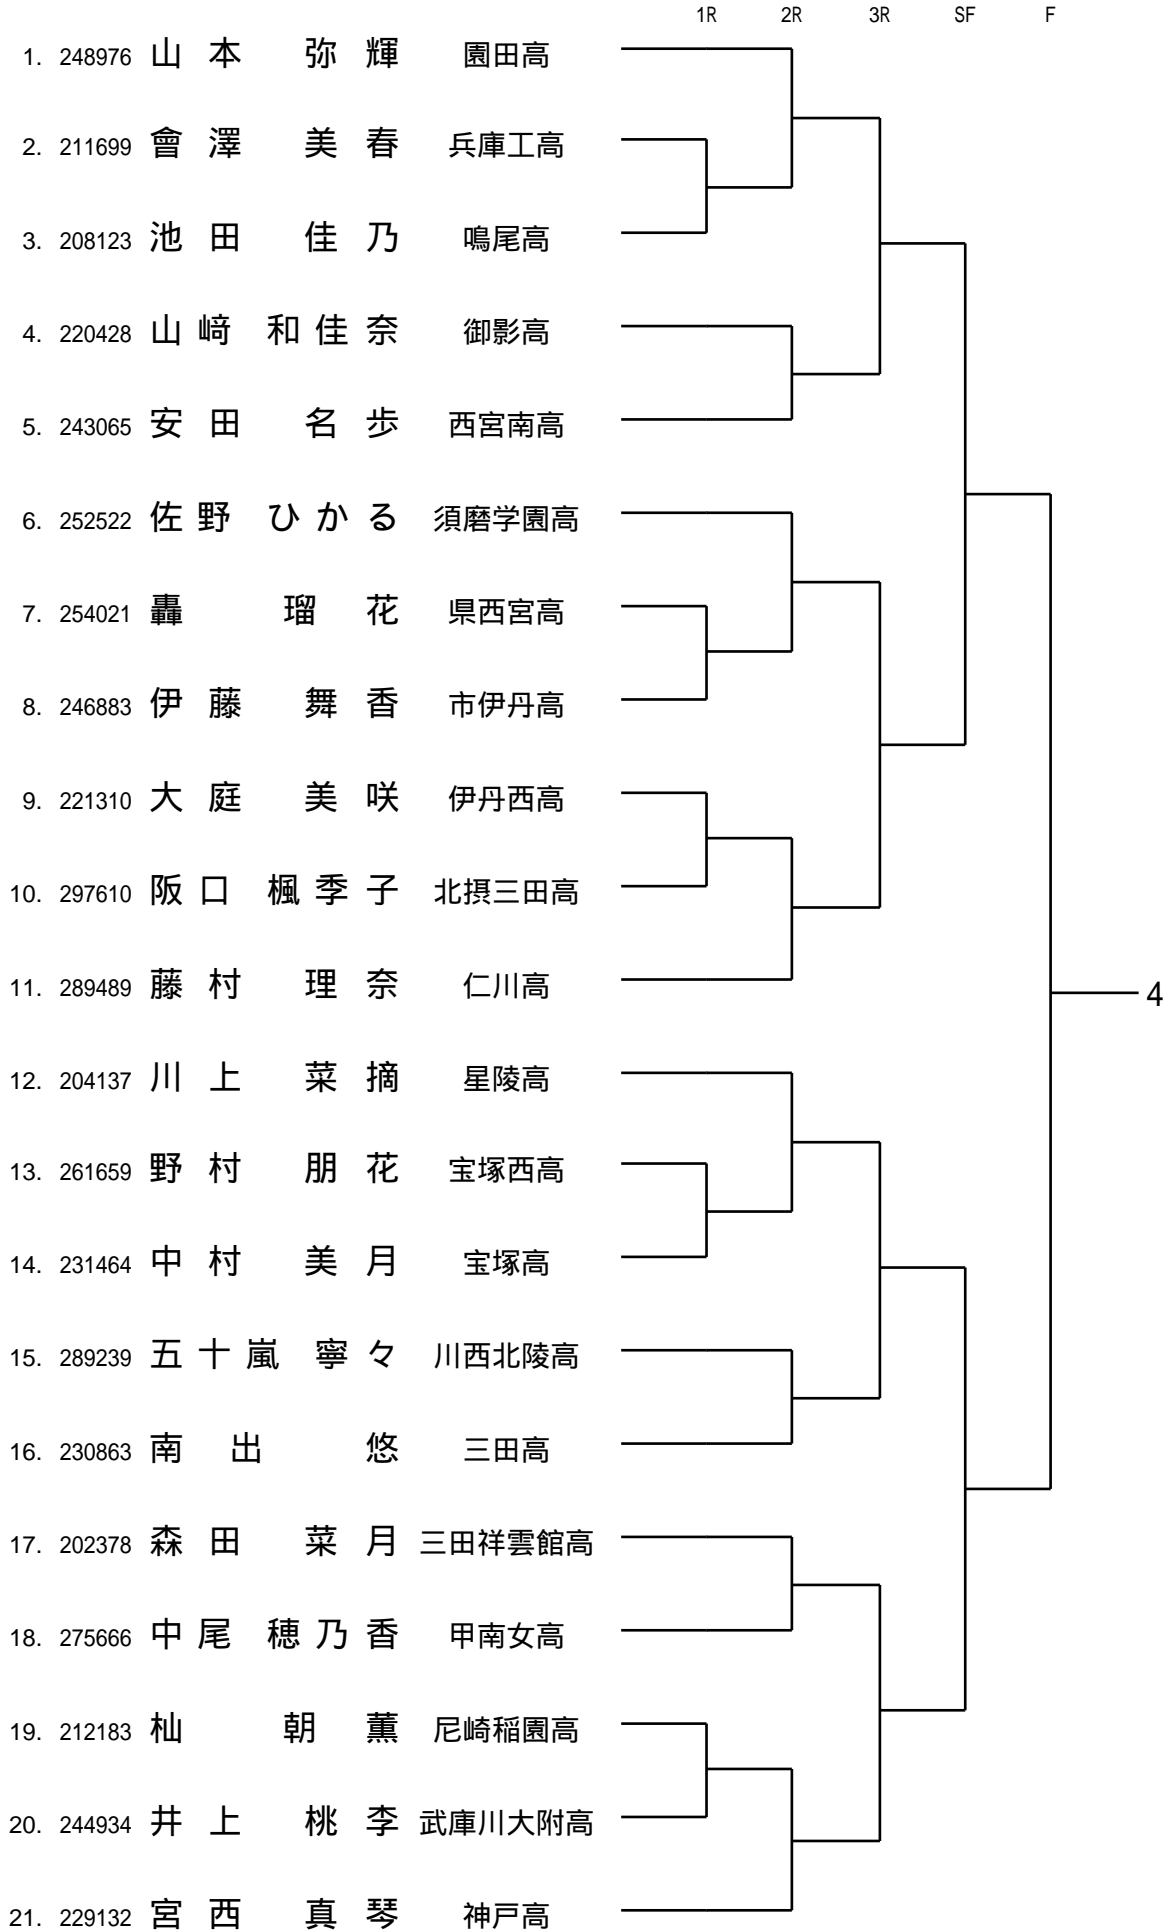 1R 2R 3R SF F
1. 248976 山本 弥輝 園田高
2. 211699 會澤 美春 兵庫工高
3. 208123 池田 佳乃 鳴尾高
4. 220428 山﨑 和佳奈 御影高
5. 243065 安田 名歩 西宮南高
6. 252522 佐野 ひかる 須磨学園高
7. 254021 轟 瑠花 県西宮高
8. 246883 伊藤 舞香 市伊丹高
9. 221310 大庭 美咲 伊丹西高
10. 297610 阪口 楓季子 北摂三田高
11. 289489 藤村 理奈 仁川高
4
12. 204137 川上 菜摘 星陵高
13. 261659 野村 朋花 宝塚西高
14. 231464 中村 美月 宝塚高
15. 289239 五十嵐 寧々 川西北陵高
16. 230863 南出 悠 三田高
17. 202378 森田 菜月 三田祥雲館高
18. 275666 中尾 穂乃香 甲南女高
19. 212183 杣 朝薫 尼崎稲園高
20. 244934 井上 桃李 武庫川大附高
21. 229132 宮西 真琴 神戸高